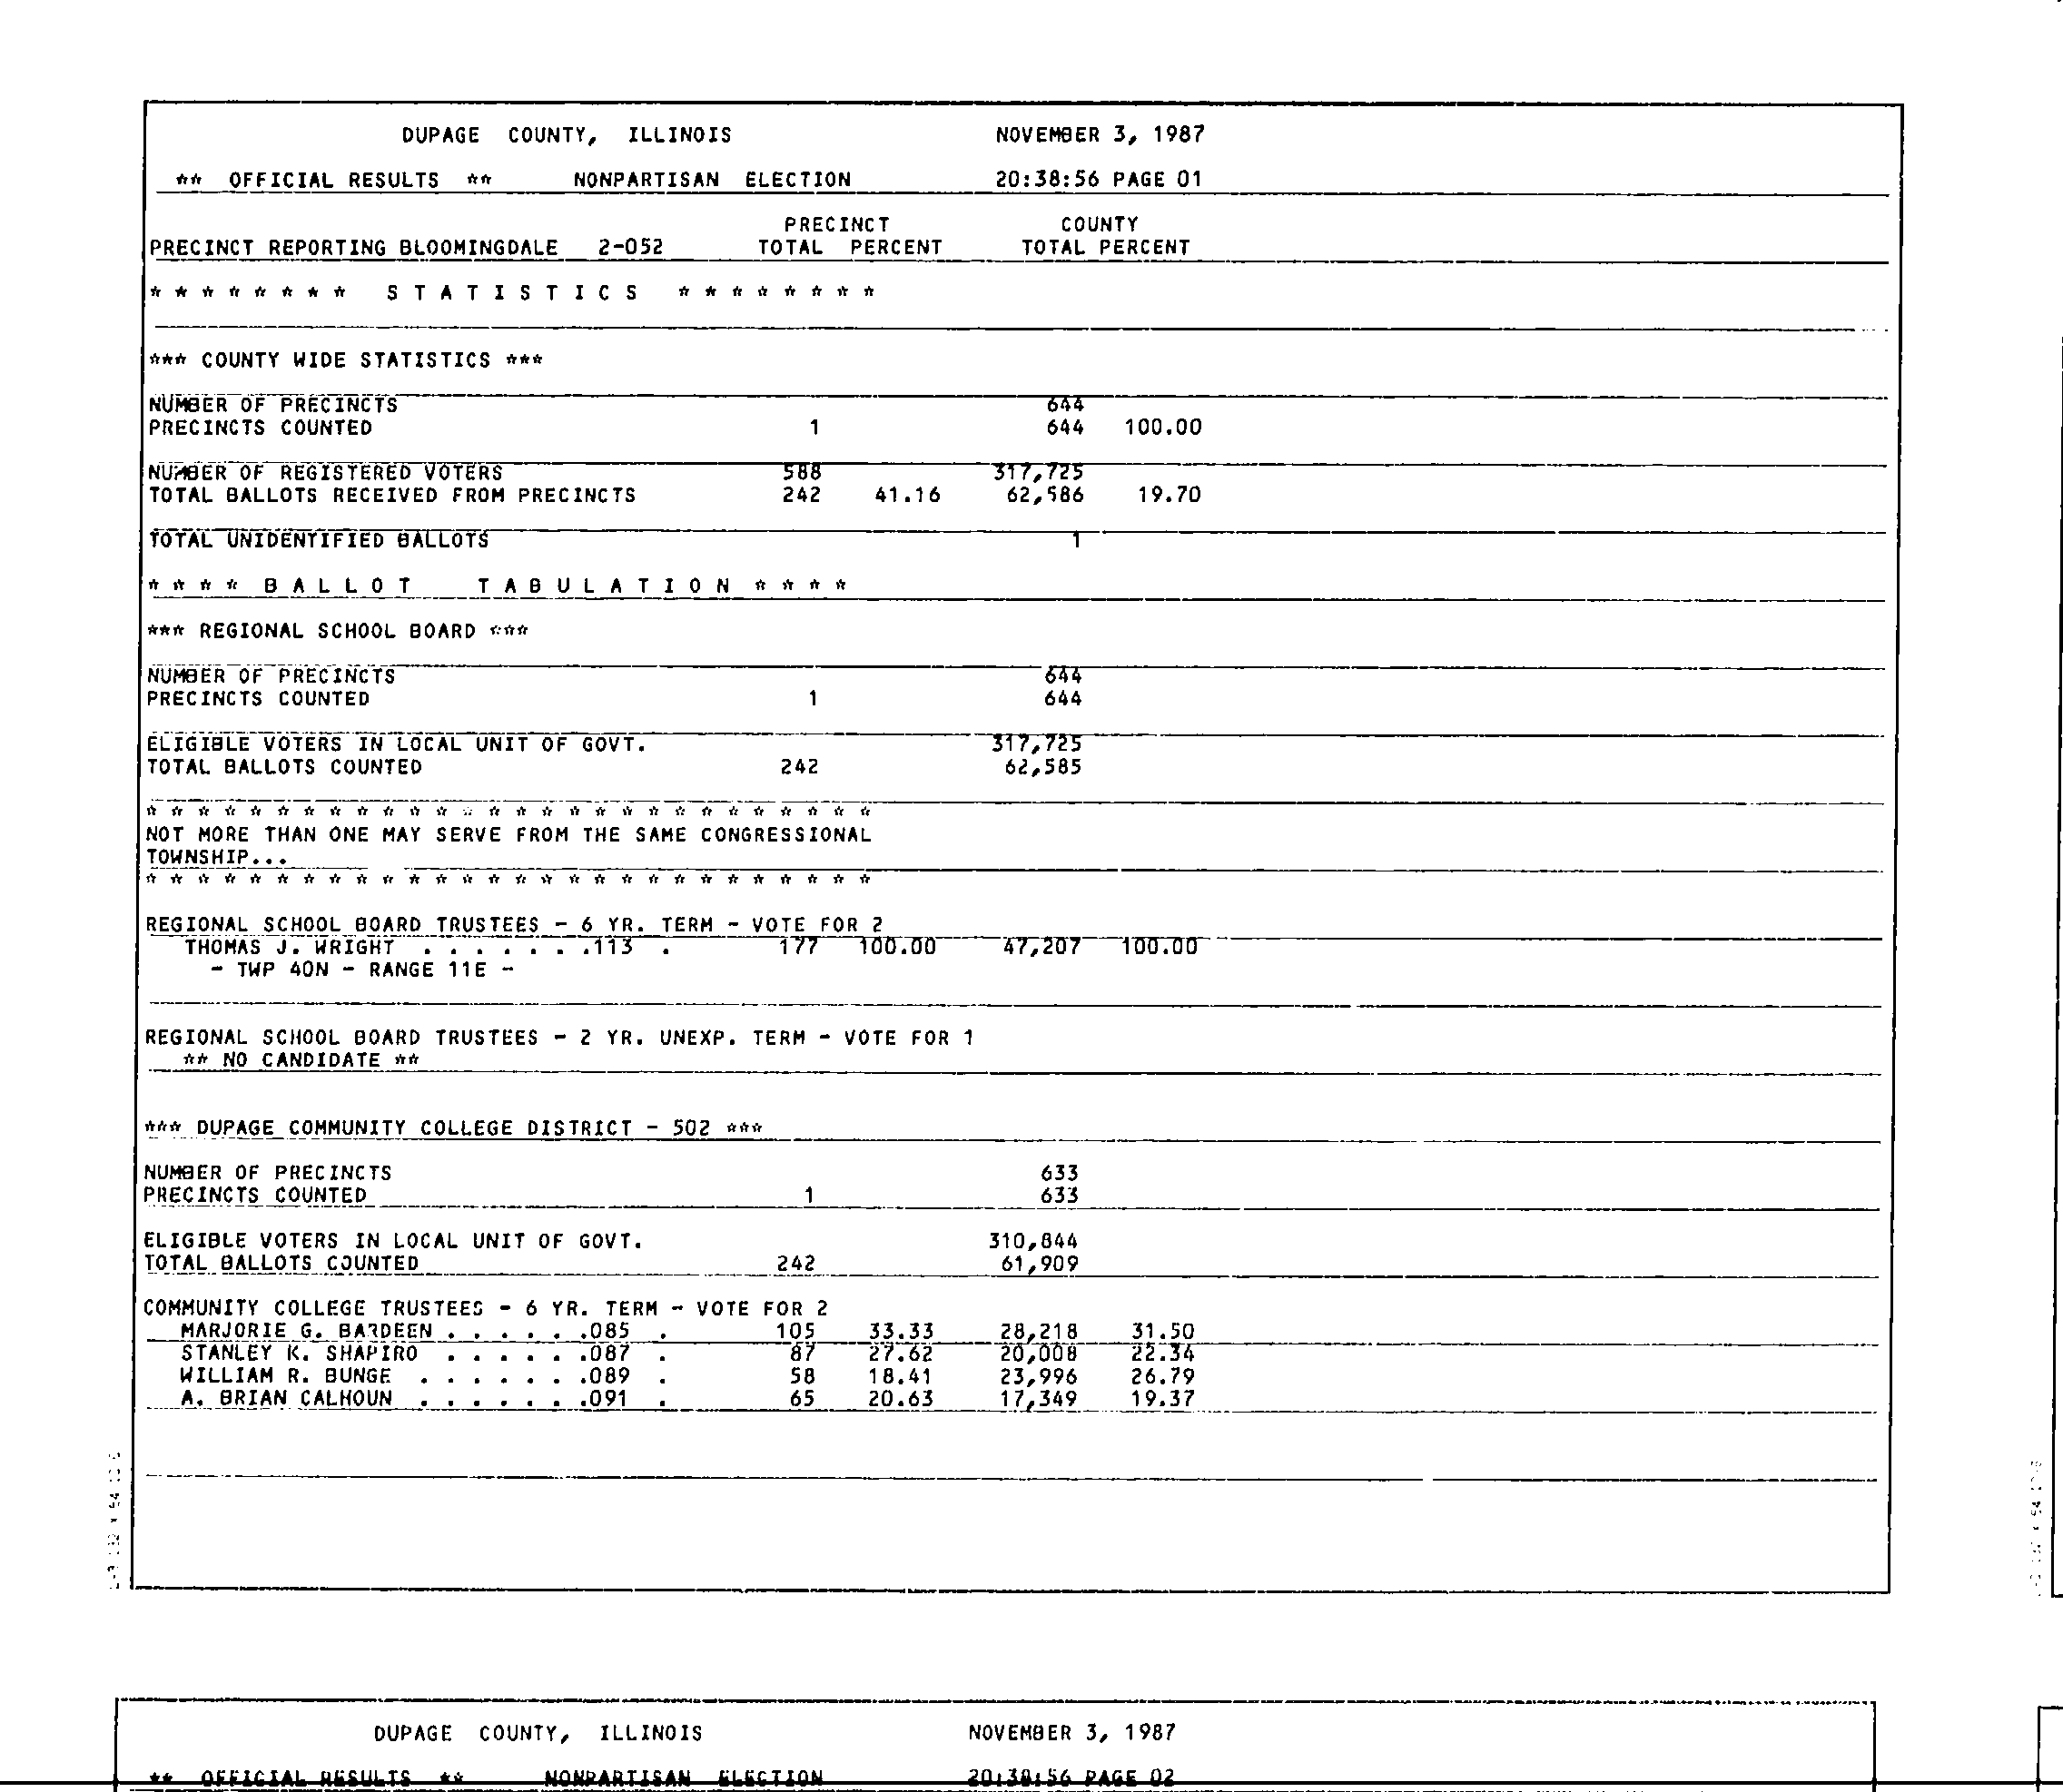 DUPAGE COUNTY, ILLINOIS NOVEMBER 3, 1987
** OFFICIAL RESULTS ** NONPARTISAN ELECTION 20:38:56 PAGE 01
PRECINCT COUNTY
PRECINCT REPORTING BLOOMINGDALE 2-052 TOTAL PERCENT TOTAL PERCENT
* * * * * * * * S T A T I S T I C S * * * * * * * *
*** COUNTY WIDE STATISTICS ***
NUMBER OF PRECINCTS 644
PRECINCTS COUNTED 1 644 100.00
NUMBER OF REGISTERED VOTERS 588 317,725
TOTAL BALLOTS RECEIVED FROM PRECINCTS 242 41.16 62,586 19.70
TOTAL UNIDENTIFIED BALLOTS 1
* * * * B A L L O T T A B U L A T I O N * * * *
*** REGIONAL SCHOOL BOARD ***
NUMBER OF PRECINCTS 644
PRECINCTS COUNTED 1 644
ELIGIBLE VOTERS IN LOCAL UNIT OF GOVT. 317,725
TOTAL BALLOTS COUNTED 242 62,585
* * * * * * * * * * * * * * * * * * * * * * * * * * * *
NOT MORE THAN ONE MAY SERVE FROM THE SAME CONGRESSIONAL
TOWNSHIP...
* * * * * * * * * * * * * * * * * * * * * * * * * * * *
REGIONAL SCHOOL BOARD TRUSTEES - 6 YR. TERM - VOTE FOR 2
THOMAS J. WRIGHT . . . . . . .113 . 177 100.00 47,207 100.00
- TWP 40N - RANGE 11E -
REGIONAL SCHOOL BOARD TRUSTEES - 2 YR. UNEXP. TERM - VOTE FOR 1
** NO CANDIDATE **
*** DUPAGE COMMUNITY COLLEGE DISTRICT - 502 ***
NUMBER OF PRECINCTS 633
PRECINCTS COUNTED 1 633
ELIGIBLE VOTERS IN LOCAL UNIT OF GOVT. 310,844
TOTAL BALLOTS COUNTED 242 61,909
COMMUNITY COLLEGE TRUSTEES - 6 YR. TERM - VOTE FOR 2
MARJORIE G. BARDEEN . . . . . .085 . 105 33.33 28,218 31.50
STANLEY K. SHAPIRO . . . . . .087 . 87 27.62 20,008 22.34
WILLIAM R. BUNGE . . . . . . .089 . 58 18.41 23,996 26.79
A. BRIAN CALHOUN . . . . . . .091 . 65 20.63 17,349 19.37
DUPAGE COUNTY, ILLINOIS NOVEMBER 3, 1987
** OFFICIAL RESULTS ** NONPARTISAN ELECTION 20:38:56 PAGE 02